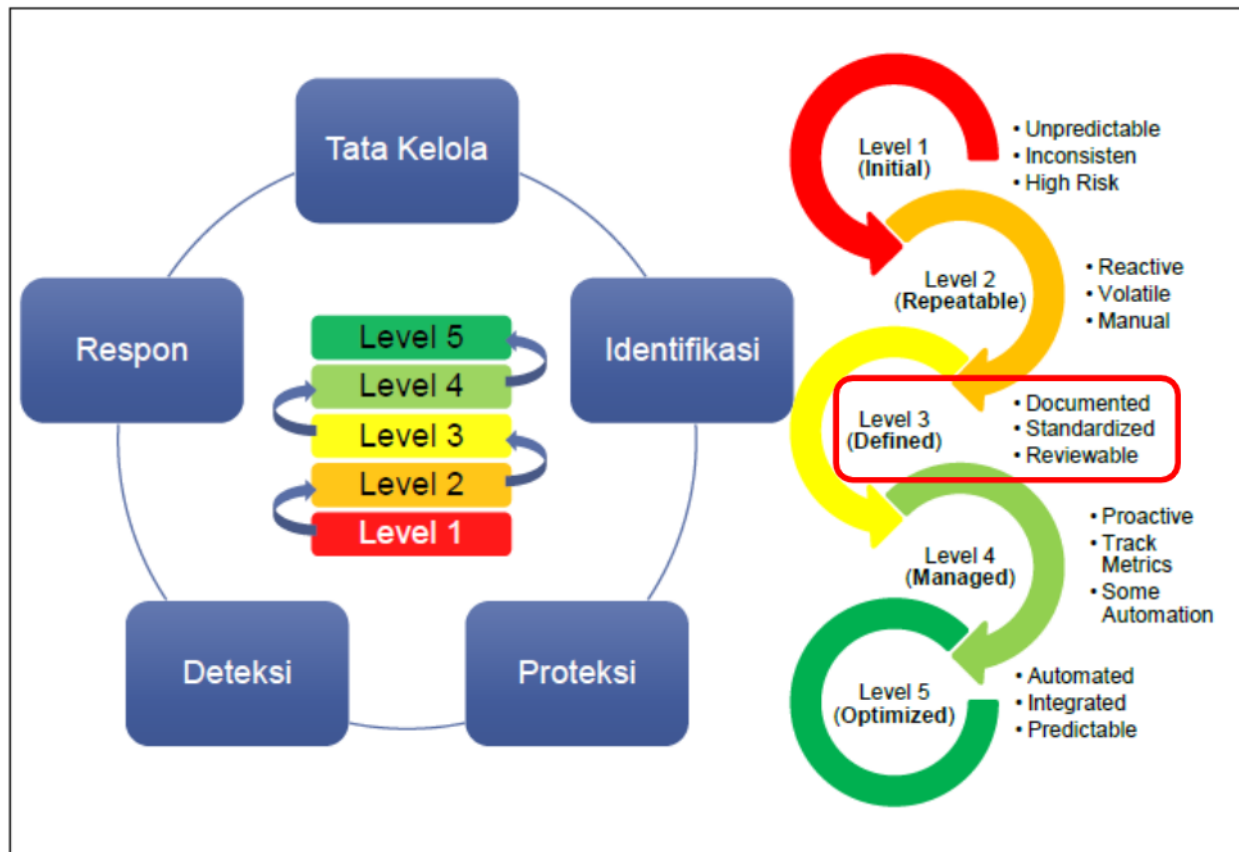 Tata Kelola
Respon
Identifikasi
Level 5
Level 4
Level 3
Level 2
Level 1
Deteksi
Proteksi
Level 1
(Initial)
• Unpredictable
• Inconsisten
• High Risk
Level 2
(Repeatable)
• Reactive
• Volatile
• Manual
Level 3
(Defined)
• Documented
• Standardized
• Reviewable
Level 4
(Managed)
• Proactive
• Track
Metrics
• Some
Automation
Level 5
(Optimized)
• Automated
• Integrated
• Predictable